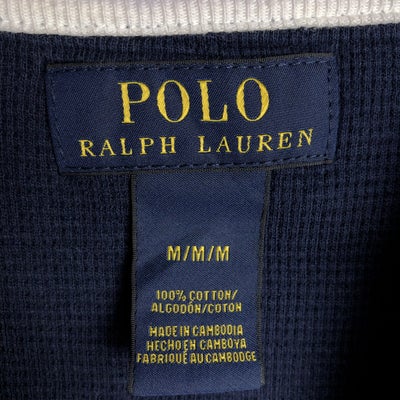 POLO
RALPH LAUREN
M/M/M
100% COTTON/
ALGODÓN/COTON
MADE IN CAMBODIA
HECHO EN CAMBOYA
FABRIQUÉ AU CAMBODGE